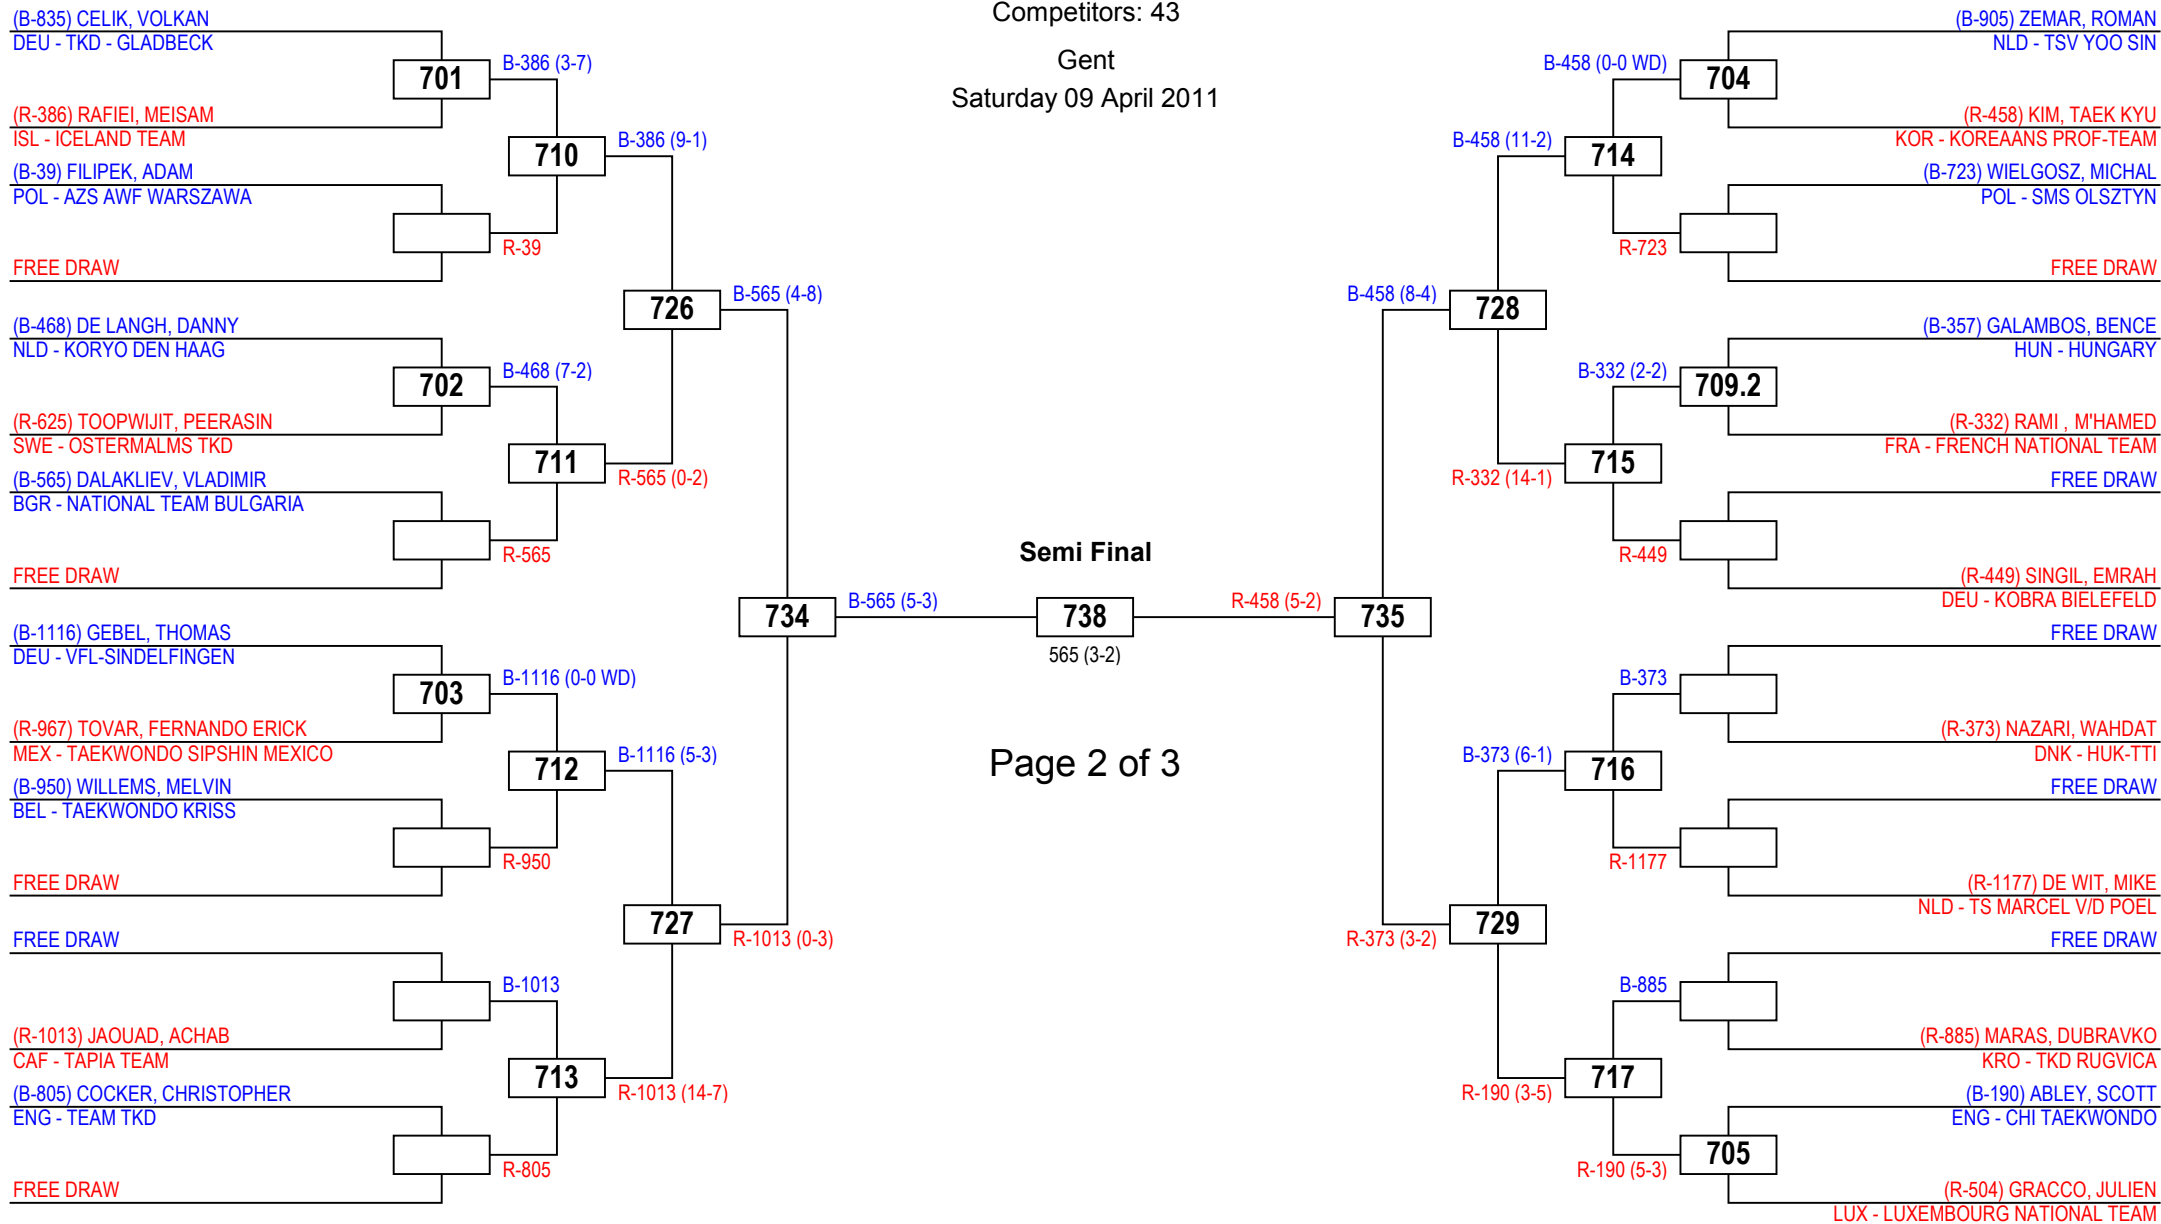 Competitors: 43
Gent
Saturday 09 April 2011
(B-835) CELIK, VOLKAN
DEU - TKD - GLADBECK
701
B-386 (3-7)
(R-386) RAFIEI, MEISAM
ISL - ICELAND TEAM
710
B-386 (9-1)
(B-39) FILIPEK, ADAM
POL - AZS AWF WARSZAWA
R-39
FREE DRAW
726
B-565 (4-8)
(B-468) DE LANGH, DANNY
NLD - KORYO DEN HAAG
702
B-468 (7-2)
(R-625) TOOPWIJIT, PEERASIN
SWE - OSTERMALMS TKD
711
R-565 (0-2)
(B-565) DALAKLIEV, VLADIMIR
BGR - NATIONAL TEAM BULGARIA
R-565
FREE DRAW
734
B-565 (5-3)
(B-1116) GEBEL, THOMAS
DEU - VFL-SINDELFINGEN
703
B-1116 (0-0 WD)
(R-967) TOVAR, FERNANDO ERICK
MEX - TAEKWONDO SIPSHIN MEXICO
712
B-1116 (5-3)
(B-950) WILLEMS, MELVIN
BEL - TAEKWONDO KRISS
R-950
FREE DRAW
727
R-1013 (0-3)
FREE DRAW
B-1013
(R-1013) JAOUAD, ACHAB
CAF - TAPIA TEAM
713
R-1013 (14-7)
(B-805) COCKER, CHRISTOPHER
ENG - TEAM TKD
R-805
FREE DRAW
Semi Final
738
565 (3-2)
Page 2 of 3
(B-905) ZEMAR, ROMAN
NLD - TSV YOO SIN
B-458 (0-0 WD)
704
(R-458) KIM, TAEK KYU
KOR - KOREAANS PROF-TEAM
B-458 (11-2)
714
(B-723) WIELGOSZ, MICHAL
POL - SMS OLSZTYN
R-723
FREE DRAW
B-458 (8-4)
728
(B-357) GALAMBOS, BENCE
HUN - HUNGARY
B-332 (2-2)
709.2
(R-332) RAMI , M'HAMED
FRA - FRENCH NATIONAL TEAM
R-332 (14-1)
715
FREE DRAW
R-449
(R-449) SINGIL, EMRAH
DEU - KOBRA BIELEFELD
R-458 (5-2)
735
FREE DRAW
B-373
(R-373) NAZARI, WAHDAT
DNK - HUK-TTI
B-373 (6-1)
716
FREE DRAW
R-1177
(R-1177) DE WIT, MIKE
NLD - TS MARCEL V/D POEL
R-373 (3-2)
729
FREE DRAW
B-885
(R-885) MARAS, DUBRAVKO
KRO - TKD RUGVICA
R-190 (3-5)
717
(B-190) ABLEY, SCOTT
ENG - CHI TAEKWONDO
R-190 (5-3)
705
(R-504) GRACCO, JULIEN
LUX - LUXEMBOURG NATIONAL TEAM